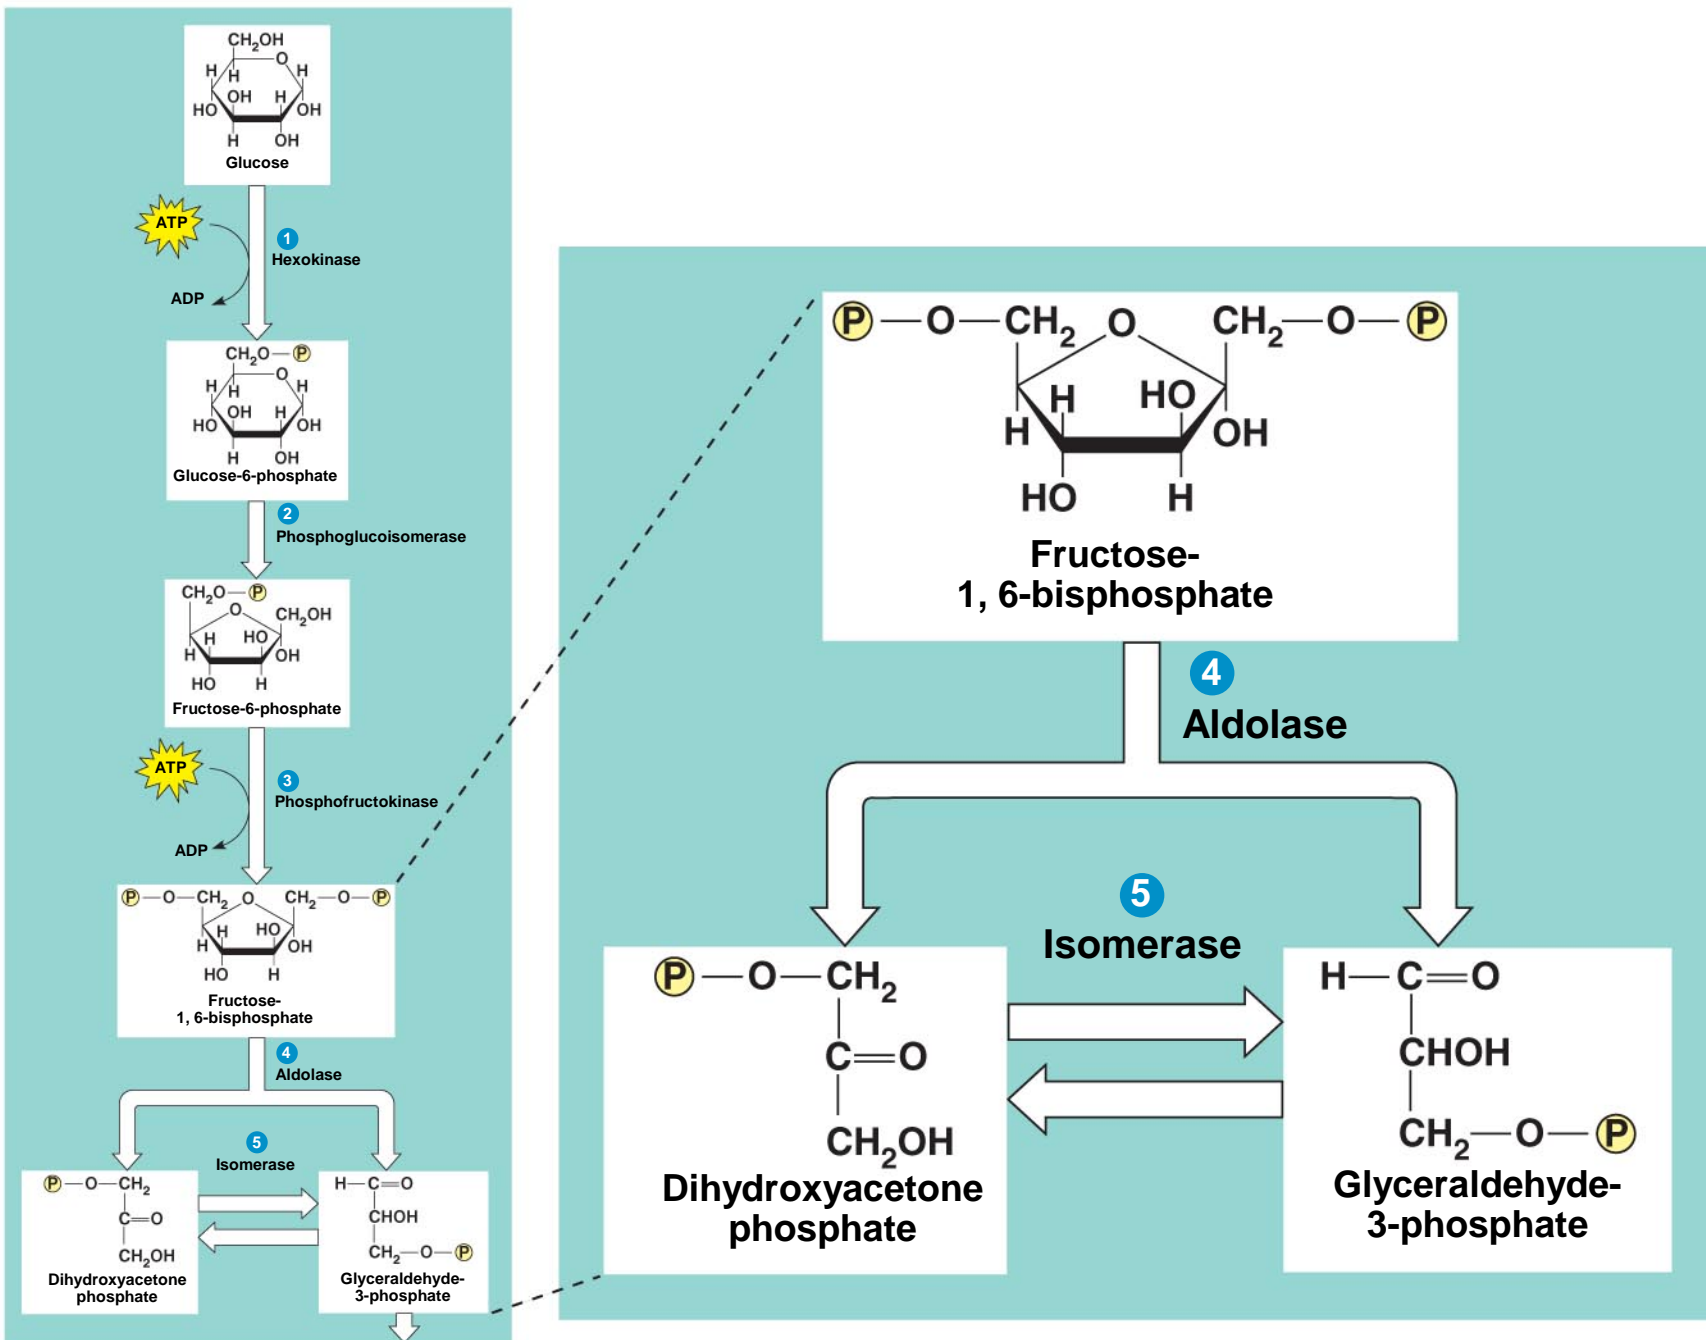 CH₂OH
O
H H H
OH H
HO OH
H OH
Glucose
ATP
1
Hexokinase
ADP
CH₂O—P
O
H H H
OH H
HO OH
H OH
Glucose-6-phosphate
2
Phosphoglucoisomerase
CH₂O—P
O CH₂OH
H HO
H OH
HO H
Fructose-6-phosphate
ATP
3
Phosphofructokinase
ADP
P—O—CH₂ O CH₂—O—P
H HO
H OH
HO H
Fructose-
1, 6-bisphosphate
4
Aldolase
5
Isomerase
P—O—CH₂
C=O
CH₂OH
Dihydroxyacetone
phosphate
H—C=O
CHOH
CH₂—O—P
Glyceraldehyde-
3-phosphate
P—O—CH₂ O CH₂—O—P
H HO
H OH
HO H
Fructose-
1, 6-bisphosphate
4
Aldolase
5
Isomerase
P—O—CH₂
C=O
CH₂OH
Dihydroxyacetone
phosphate
H—C=O
CHOH
CH₂—O—P
Glyceraldehyde-
3-phosphate